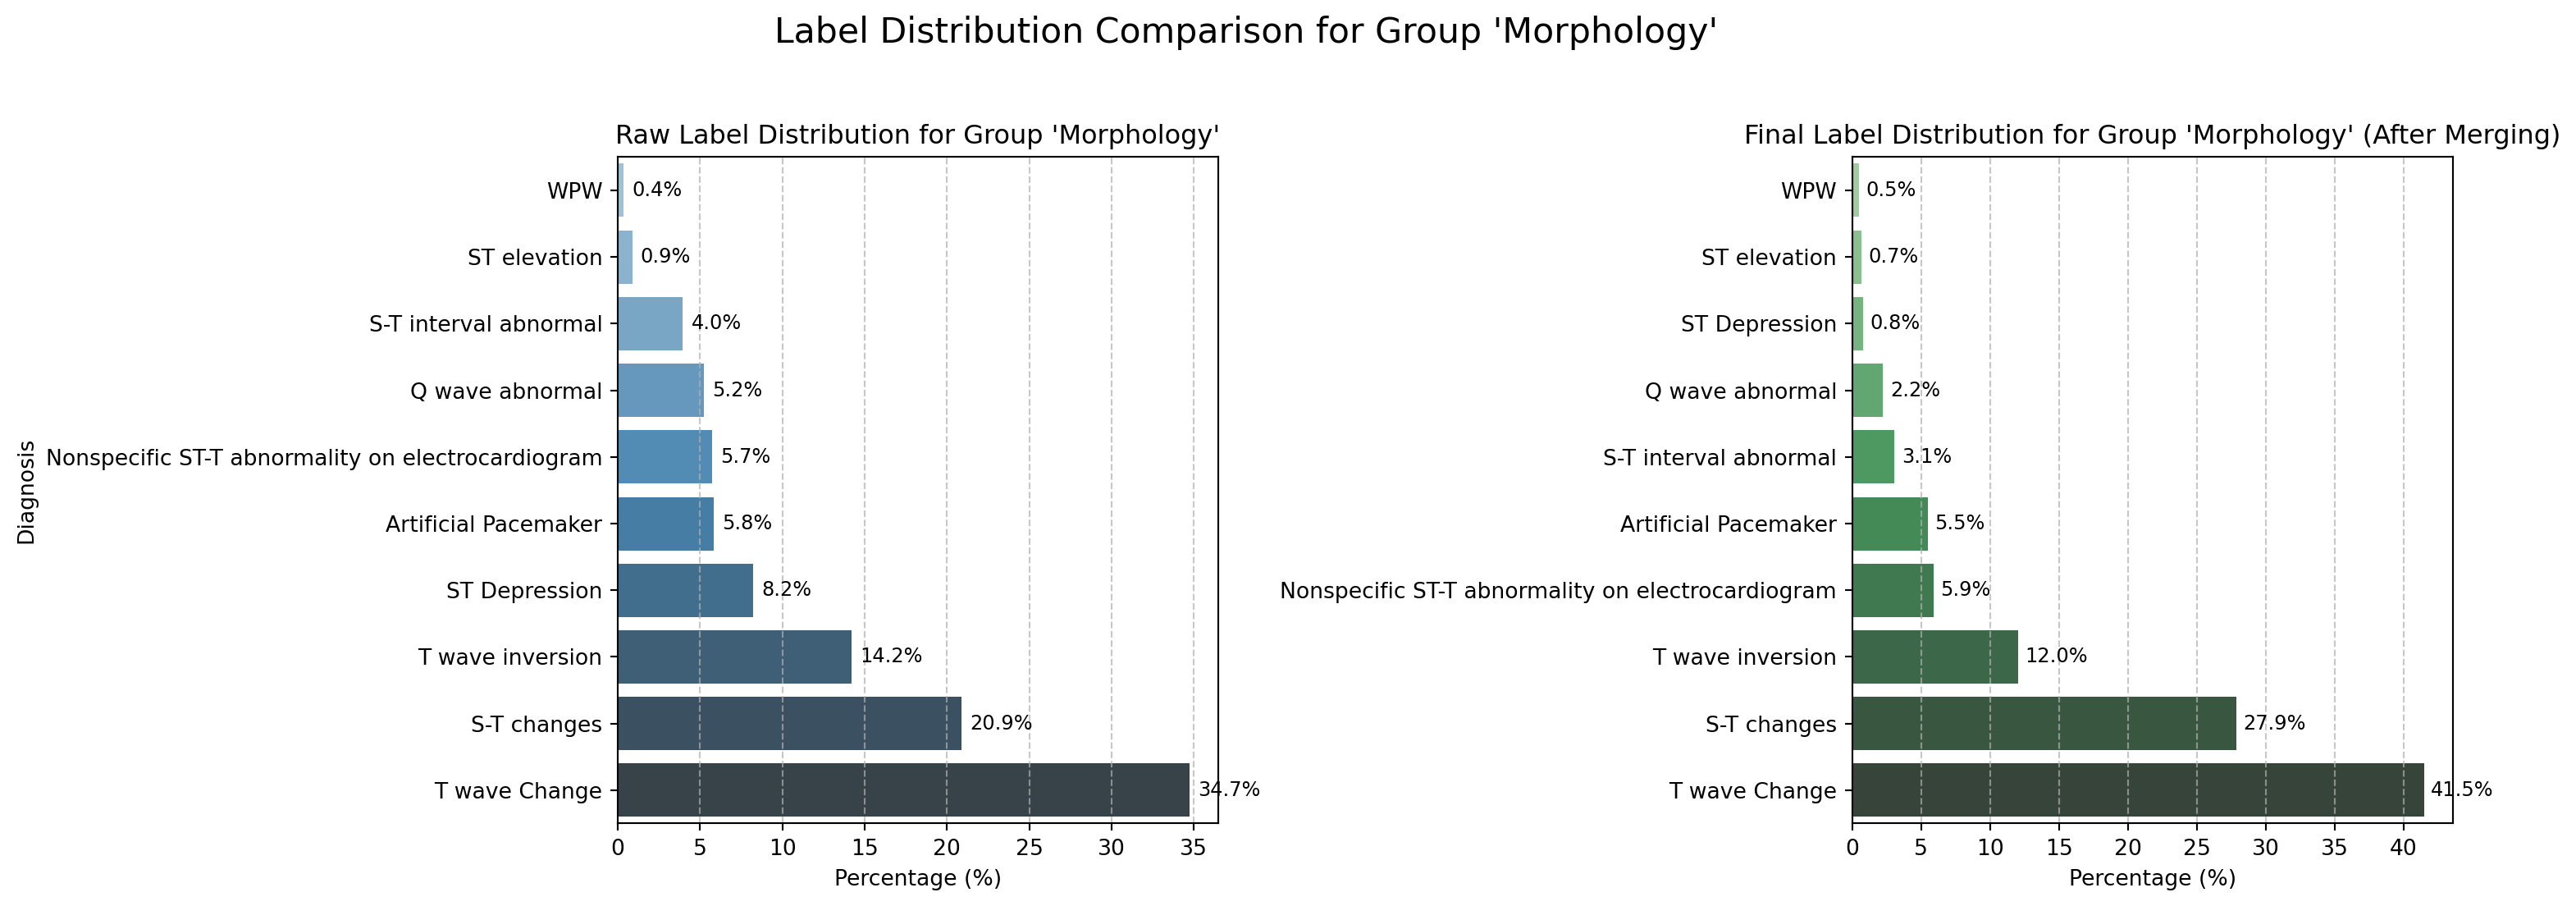 Label Distribution Comparison for Group 'Morphology'
Raw Label Distribution for Group 'Morphology'
Diagnosis
WPW 0.4%
ST elevation 0.9%
S-T interval abnormal 4.0%
Q wave abnormal 5.2%
Nonspecific ST-T abnormality on electrocardiogram 5.7%
Artificial Pacemaker 5.8%
ST Depression 8.2%
T wave inversion 14.2%
S-T changes 20.9%
T wave Change 34.7%
0 5 10 15 20 25 30 35
Percentage (%)
Final Label Distribution for Group 'Morphology' (After Merging)
WPW 0.5%
ST elevation 0.7%
ST Depression 0.8%
Q wave abnormal 2.2%
S-T interval abnormal 3.1%
Artificial Pacemaker 5.5%
Nonspecific ST-T abnormality on electrocardiogram 5.9%
T wave inversion 12.0%
S-T changes 27.9%
T wave Change 41.5%
0 5 10 15 20 25 30 35 40
Percentage (%)